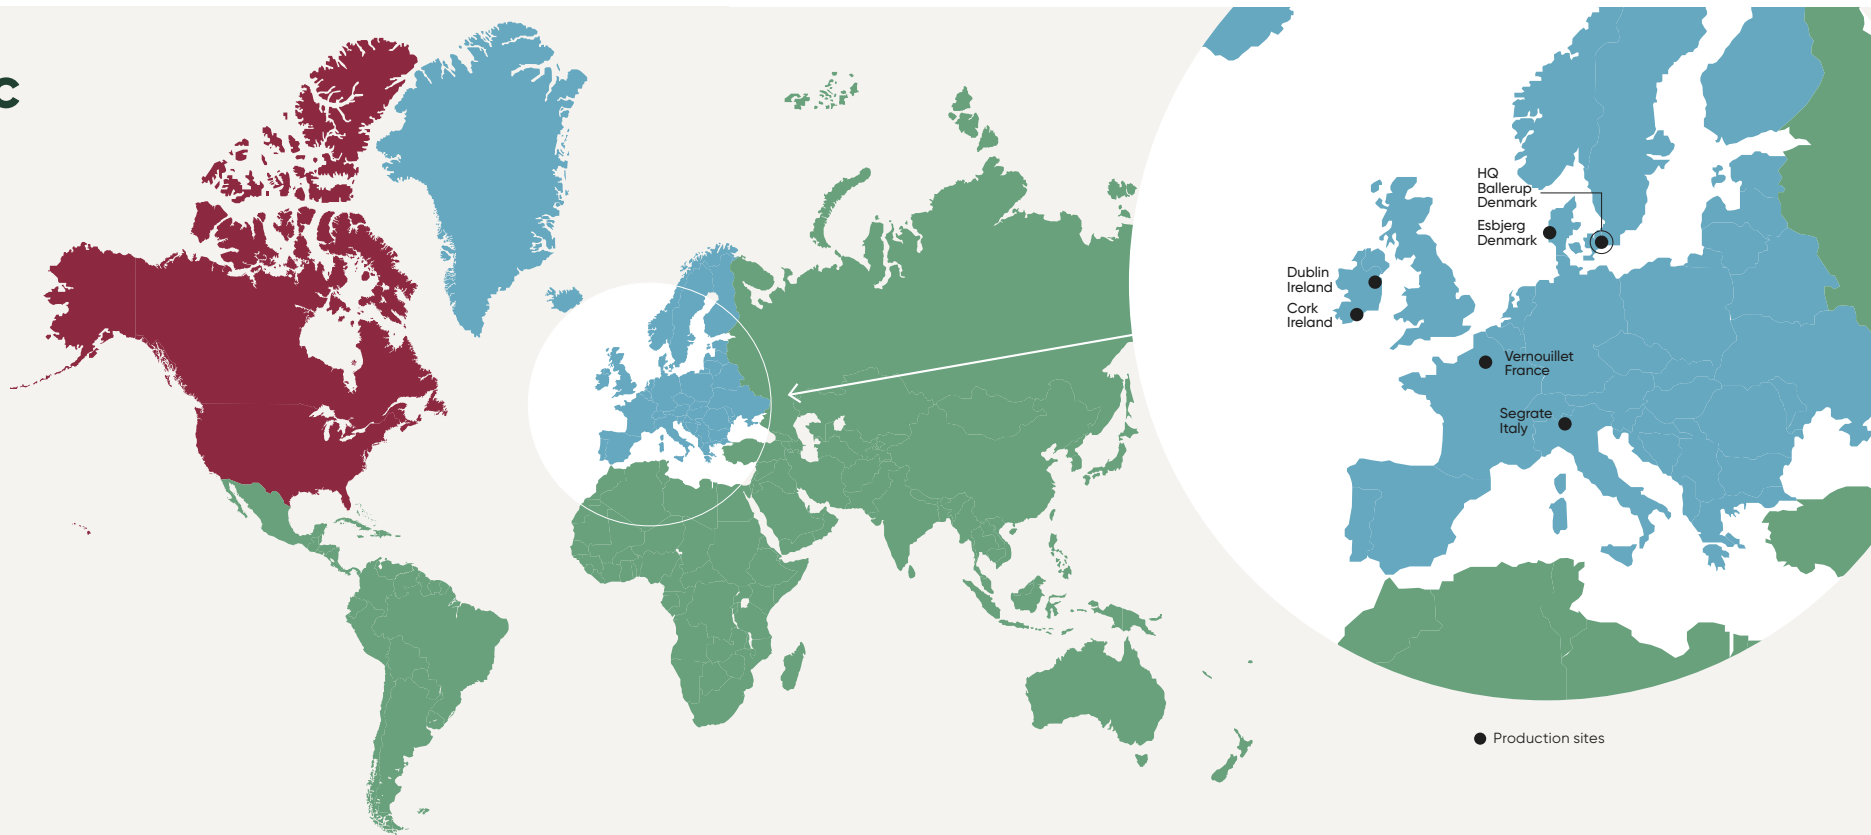 c
HQ
Ballerup
Denmark
Esbjerg
Denmark
Dublin
Ireland
Cork
Ireland
Vernouillet
France
Segrate
Italy
Production sites